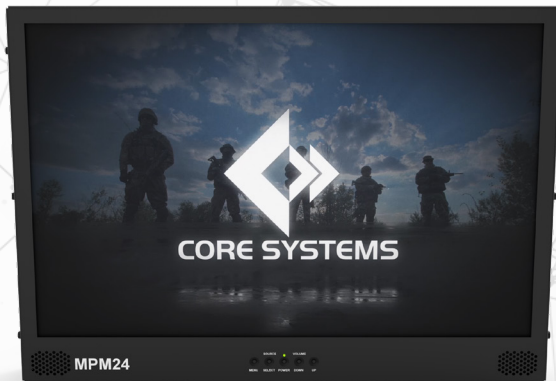 CORE SYSTEMS
MPM24
SOURCE VOLUME
MENU SELECT POWER DOWN UP